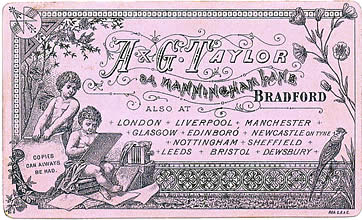 A & G TAYLOR
64 MANNINGHAM LANE
BRADFORD
ALSO AT
LONDON + LIVERPOOL + MANCHESTER +
+ GLASGOW + EDINBORO + NEWCASTLE ON TYNE +
+ NOTTINGHAM + SHEFFIELD +
+ LEEDS + BRISTOL + DEWSBURY +
COPIES
CAN ALWAYS
BE HAD.